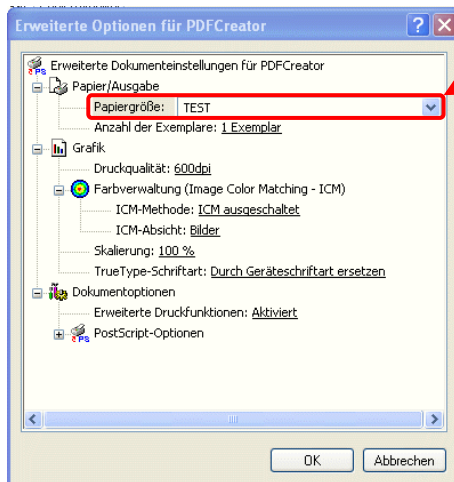 Erweiterte Optionen für PDFCreator
Erweiterte Dokumenteinstellungen für PDFCreator
Papier/Ausgabe
Papiergröße: TEST
Anzahl der Exemplare: 1 Exemplar
Grafik
Druckqualität: 600dpi
Farbverwaltung (Image Color Matching - ICM)
ICM-Methode: ICM ausgeschaltet
ICM-Absicht: Bilder
Skalierung: 100 %
TrueType-Schriftart: Durch Geräteschriftart ersetzen
Dokumentoptionen
Erweiterte Druckfunktionen: Aktiviert
PostScript-Optionen
OK Abbrechen